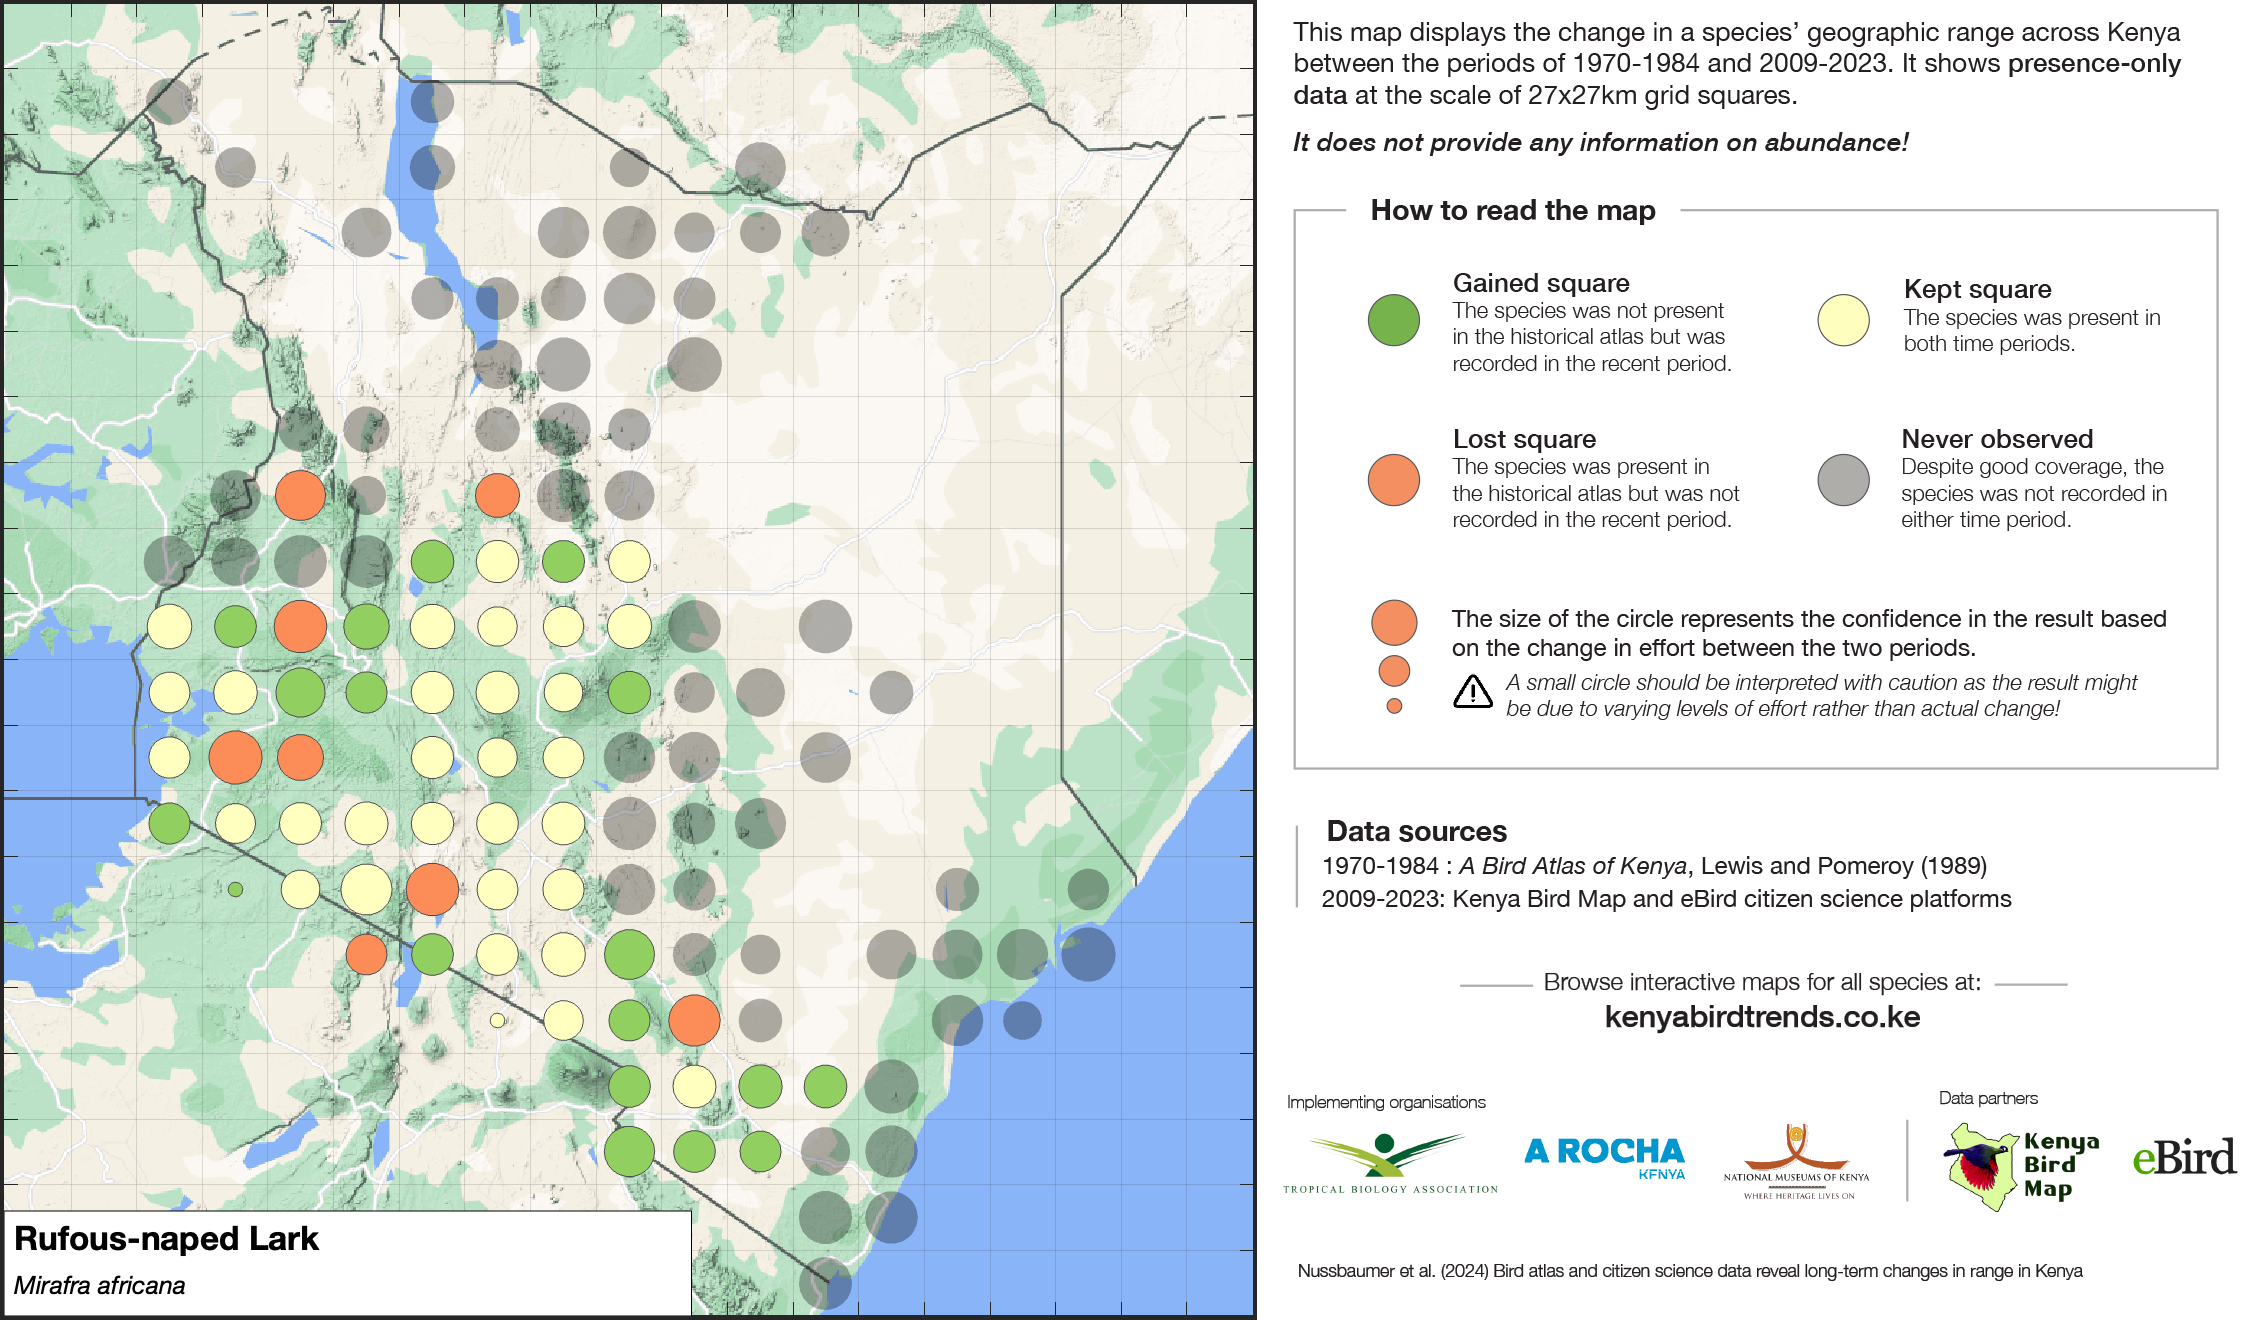 This map displays the change in a species’ geographic range across Kenya
between the periods of 1970-1984 and 2009-2023. It shows presence-only
data at the scale of 27x27km grid squares.
It does not provide any information on abundance!
How to read the map
Gained square
The species was not present
in the historical atlas but was
recorded in the recent period.
Kept square
The species was present in
both time periods.
Lost square
The species was present in
the historical atlas but was not
recorded in the recent period.
Never observed
Despite good coverage, the
species was not recorded in
either time period.
The size of the circle represents the confidence in the result based
on the change in effort between the two periods.
A small circle should be interpreted with caution as the result might
be due to varying levels of effort rather than actual change!
Data sources
1970-1984 : A Bird Atlas of Kenya, Lewis and Pomeroy (1989)
2009-2023: Kenya Bird Map and eBird citizen science platforms
Browse interactive maps for all species at:
kenyabirdtrends.co.ke
Implementing organisations
Data partners
TROPICAL BIOLOGY ASSOCIATION
A ROCHA
KENYA
NATIONAL MUSEUMS OF KENYA
WHERE HERITAGE LIVES ON
Kenya
Bird
Map
eBird
Rufous-naped Lark
Mirafra africana
Nussbaumer et al. (2024) Bird atlas and citizen science data reveal long-term changes in range in Kenya